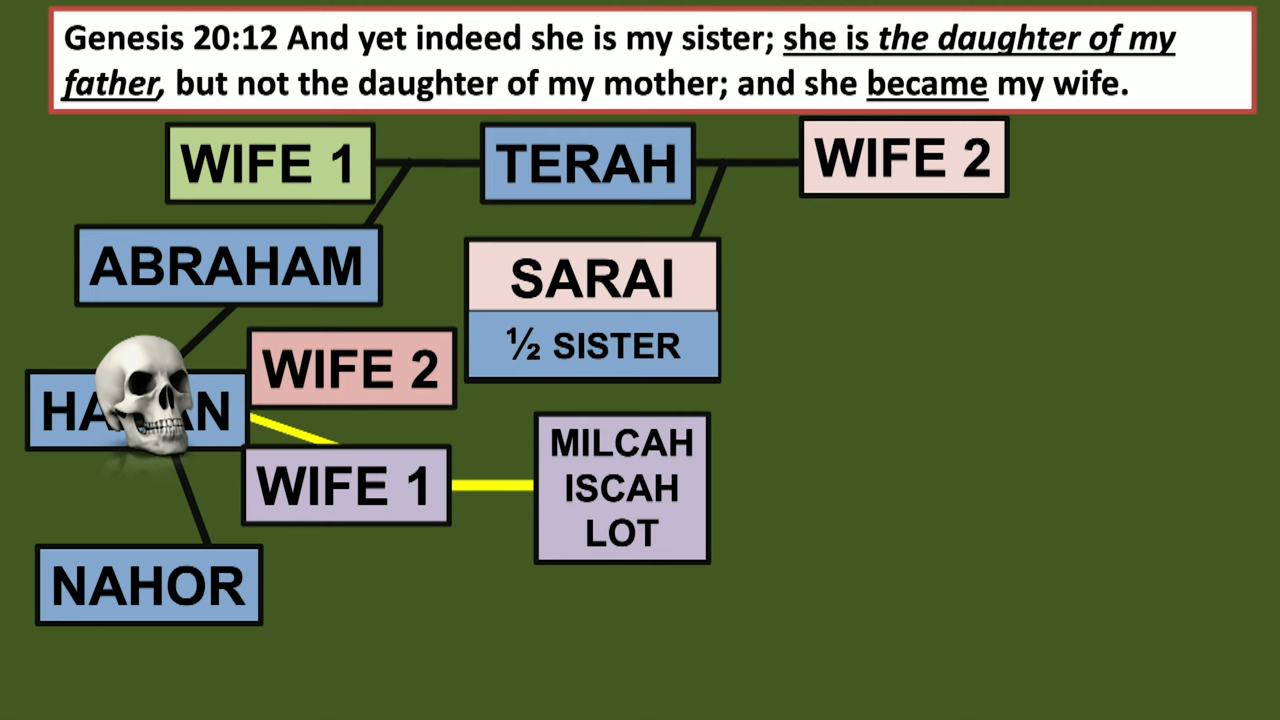 Genesis 20:12 And yet indeed she is my sister; she is the daughter of my
father, but not the daughter of my mother; and she became my wife.
WIFE 1
TERAH
WIFE 2
ABRAHAM
SARAI
½ SISTER
WIFE 2
WIFE 1
MILCAH
ISCAH
LOT
NAHOR